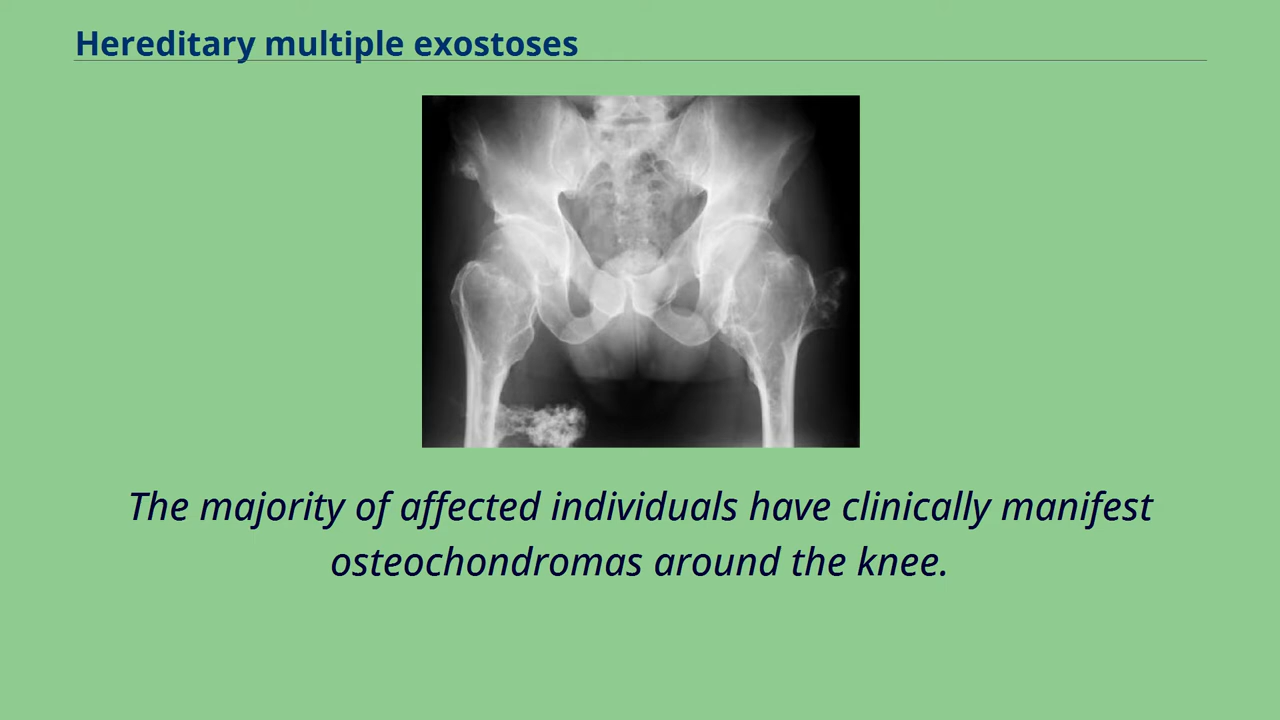 Hereditary multiple exostoses
The majority of affected individuals have clinically manifest
osteochondromas around the knee.